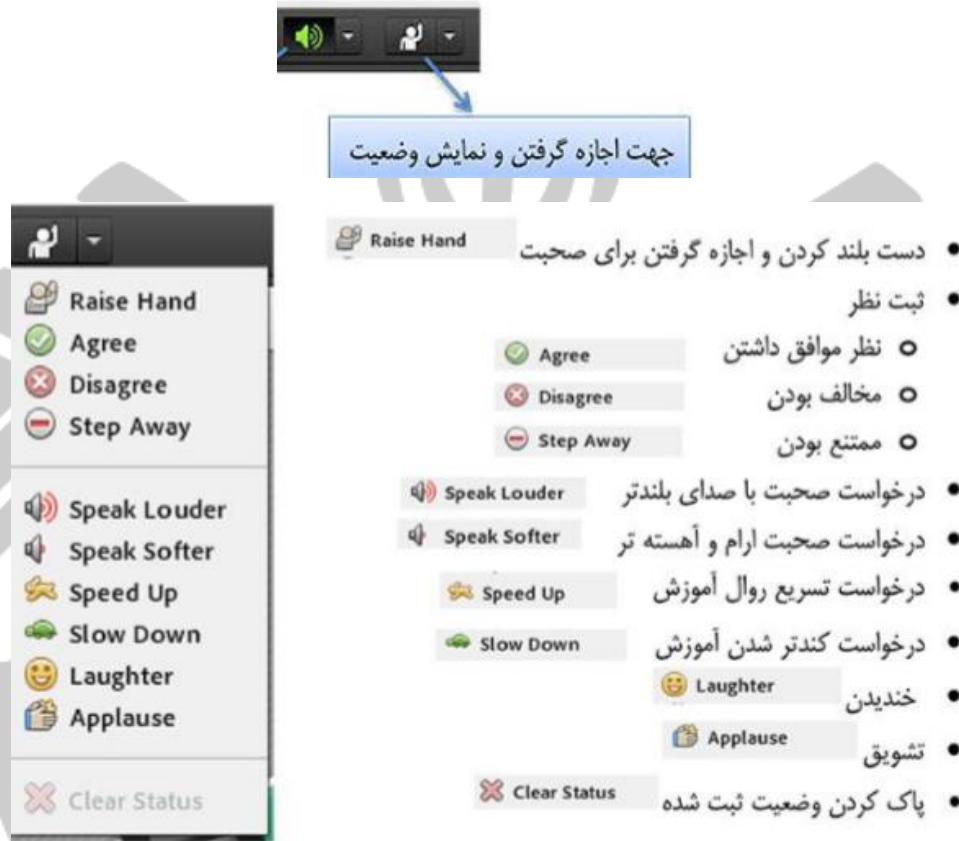 جهت اجازه گرفتن و نمایش وضعیت
دست بلند کردن و اجازه گرفتن برای صحبت Raise Hand
ثبت نظر
نظر موافق داشتن Agree
مخالف بودن Disagree
ممتنع بودن Step Away
درخواست صحبت با صدای بلندتر Speak Louder
درخواست صحبت ارام و آهسته تر Speak Softer
درخواست تسریع روال آموزش Speed Up
درخواست کندتر شدن آموزش Slow Down
خندیدن Laughter
تشویق Applause
پاک کردن وضعیت ثبت شده Clear Status
Raise Hand
Agree
Disagree
Step Away
Speak Louder
Speak Softer
Speed Up
Slow Down
Laughter
Applause
Clear Status